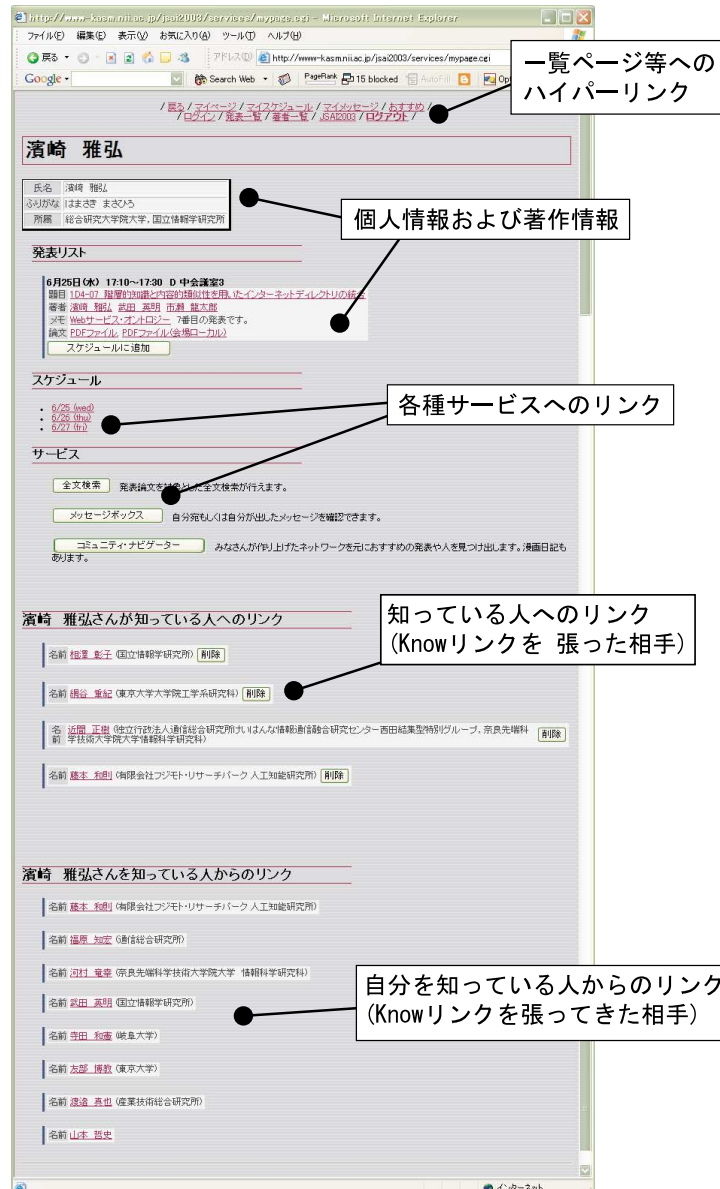 http://www-kasm.nii.ac.jp/jsai2003/services/mypage.cgi - Microsoft Internet Explorer
ファイル(F) 編集(E) 表示(V) お気に入り(A) ツール(T) ヘルプ(H)
戻る アドレス(D) http://www-kasm.nii.ac.jp/jsai2003/services/mypage.cgi
Google Search Web PageRank 15 blocked AutoFill Opt
一覧ページ等への
ハイパーリンク
/ 戻る / マイページ / マイスケジュール / マイメッセージ / おすすめ /
/ ログイン / 発表一覧 / 著者一覧 / JSAI2003 / ログアウト /
濱崎 雅弘
氏名 濱崎 雅弘
ふりがな はまさき まさひろ
所属 総合研究大学院大学, 国立情報学研究所
個人情報および著作情報
発表リスト
6月25日(水) 17:10~17:30 D 中会議室3
題目 1D4-07 階層的知識と内容的類似性を用いたインターネットディレクトリの統合
著者 濱崎 雅弘 武田 英明 市瀬 龍太郎
メモ Webサービス・オントロジー 7番目の発表です。
論文 PDFファイル, PDFファイル(会場ローカル)
スケジュールに追加
スケジュール
各種サービスへのリンク
• 6/25 (wed)
• 6/26 (thu)
• 6/27 (fri)
サービス
全文検索 発表論文を対象とした全文検索が行えます。
メッセージボックス 自分宛もしくは自分が出したメッセージを確認できます。
コミュニティ・ナビゲーター みなさんが作り上げたネットワークを元におすすめの発表や人を見つけ出します。漫画日記も
あります。
知っている人へのリンク
(Knowリンクを 張った相手)
濱崎 雅弘さんが知っている人へのリンク
名前 相澤 彰子 (国立情報学研究所) 削除
名前 綱谷 重紀 (東京大学大学院工学系研究科) 削除
名前 近間 正樹 (独立行政法人通信総合研究所けいはんな情報通信融合研究センター西田結集型特別グループ, 奈良先端科学技術大学院大学情報科学研究科) 削除
名前 藤本 和則 (有限会社フジモト・リサーチパーク 人工知能研究所) 削除
濱崎 雅弘さんを知っている人からのリンク
名前 藤本 和則 (有限会社フジモト・リサーチパーク 人工知能研究所)
名前 福原 知宏 (通信総合研究所)
名前 河村 竜幸 (奈良先端科学技術大学院大学 情報科学研究科)
自分を知っている人からのリンク
(Knowリンクを張ってきた相手)
名前 武田 英明 (国立情報学研究所)
名前 寺田 和憲 (岐阜大学)
名前 友部 博教 (東京大学)
名前 渡邉 真也 (産業技術総合研究所)
名前 山本 哲史
インターネット